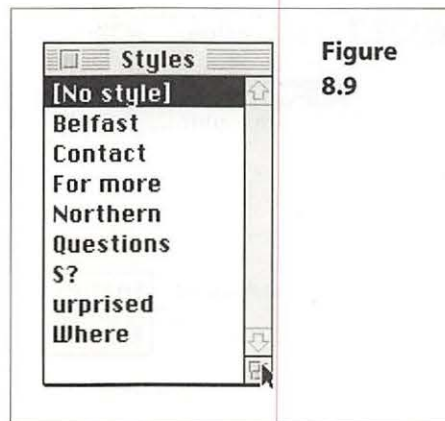 Styles
[No style]
Belfast
Contact
For more
Northern
Questions
S?
urprised
Where
Figure
8.9